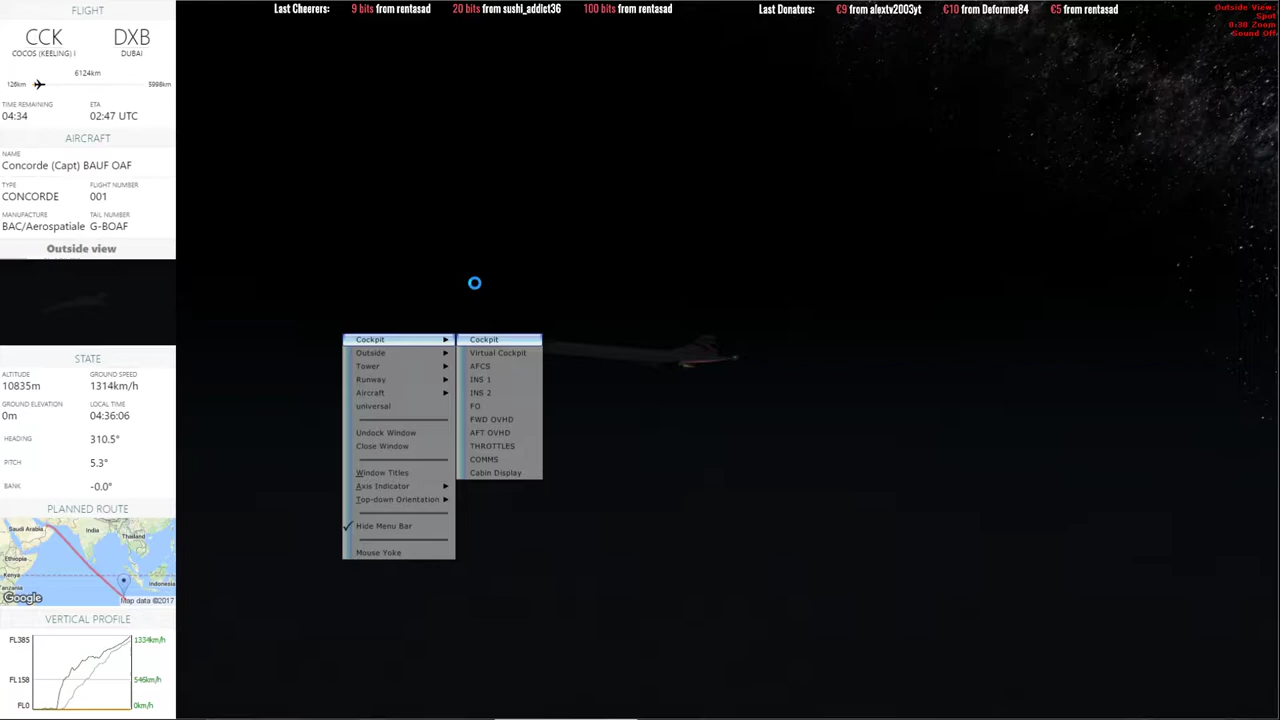 FLIGHT
CCK
DXB
COCOS (KEELING) I
DUBAI
6124km
126km
5998km
TIME REMAINING
ETA
04:34
02:47 UTC
AIRCRAFT
NAME
Concorde (Capt) BAUF OAF
TYPE
FLIGHT NUMBER
CONCORDE
001
MANUFACTURE
TAIL NUMBER
BAC/Aerospatiale
G-BOAF
Outside view
STATE
ALTITUDE
GROUND SPEED
10835m
1314km/h
GROUND ELEVATION
LOCAL TIME
0m
04:36:06
HEADING
310.5°
PITCH
5.3°
BANK
-0.0°
PLANNED ROUTE
Saudi Arabia
India
Thailand
Ethiopia
Kenya
Indonesia
Tanzania
Google
Map data ©2017
VERTICAL PROFILE
FL385
1334km/h
FL158
546km/h
FL0
0km/h
Last Cheerers:
9 bits from rentasad
20 bits from sushi_addict36
100 bits from rentasad
Last Donators:
€9 from alextv2003yt
€10 from Deformer84
€5 from rentasad
Outside View:
Spot
0:30 Zoom
Sound Off
Cockpit
Outside
Tower
Runway
Aircraft
universal
Undock Window
Close Window
Window Titles
Axis Indicator
Top-down Orientation
Hide Menu Bar
Mouse Yoke
Cockpit
Virtual Cockpit
AFCS
INS 1
INS 2
FO
FWD OVHD
AFT OVHD
THROTTLES
COMMS
Cabin Display